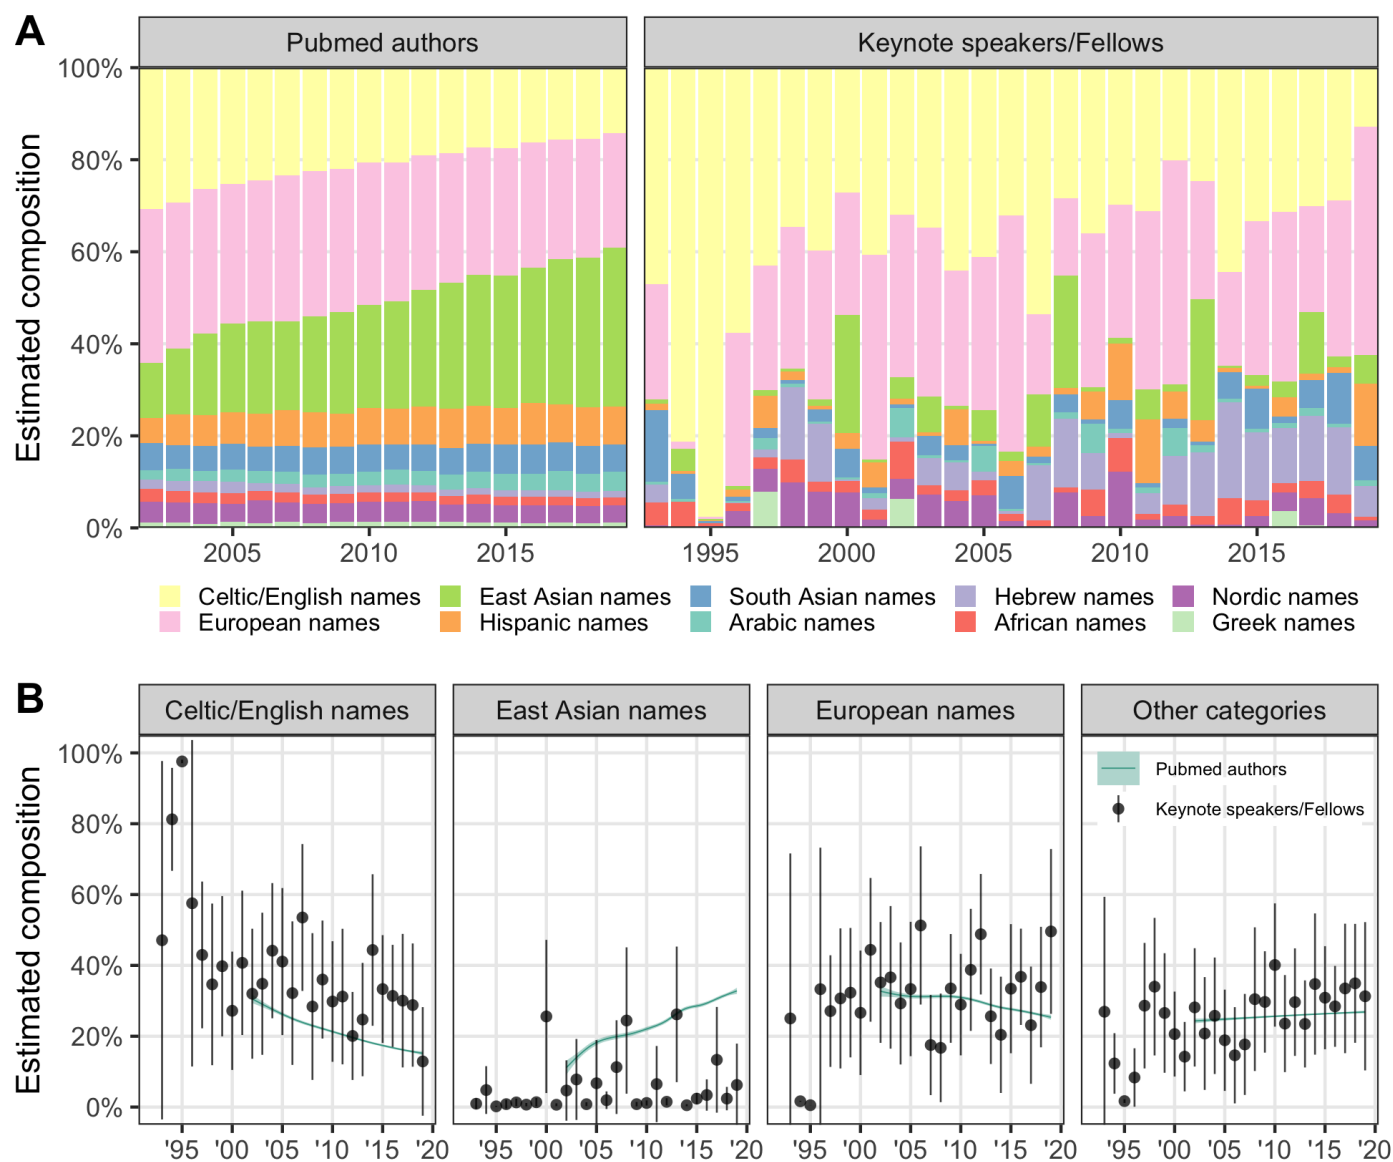 A
Pubmed authors
Keynote speakers/Fellows
Estimated composition
100%
80%
60%
40%
20%
0%
2005 2010 2015
1995 2000 2005 2010 2015
Celtic/English names East Asian names South Asian names Hebrew names Nordic names
European names Hispanic names Arabic names African names Greek names
B
Celtic/English names
East Asian names
European names
Other categories
Estimated composition
100%
80%
60%
40%
20%
0%
Pubmed authors
Keynote speakers/Fellows
'95 '00 '05 '10 '15 '20
'95 '00 '05 '10 '15 '20
'95 '00 '05 '10 '15 '20
'95 '00 '05 '10 '15 '20